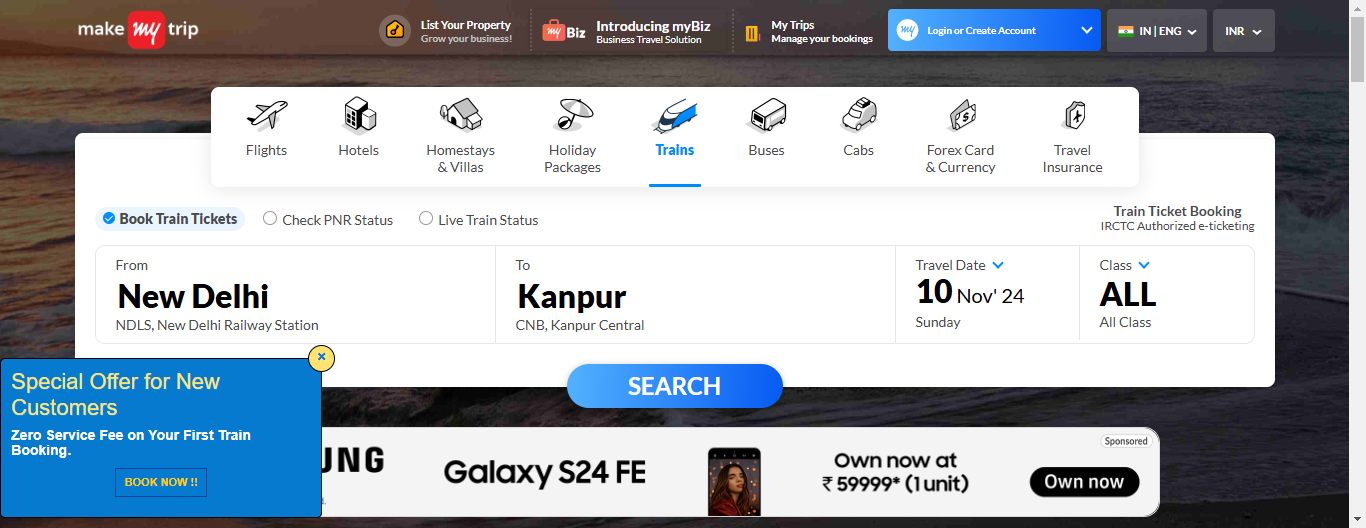 make my trip
List Your Property
Grow your business!
my Biz
Introducing myBiz
Business Travel Solution
My Trips
Manage your bookings
my
Login or Create Account
IN | ENG
INR
Flights
Hotels
Homestays
& Villas
Holiday
Packages
Trains
Buses
Cabs
Forex Card
& Currency
Travel
Insurance
Book Train Tickets
Check PNR Status
Live Train Status
Train Ticket Booking
IRCTC Authorized e-ticketing
From
New Delhi
NDLS, New Delhi Railway Station
To
Kanpur
CNB, Kanpur Central
Travel Date
10 Nov' 24
Sunday
Class
ALL
All Class
SEARCH
×
Special Offer for New
Customers
Zero Service Fee on Your First Train
Booking.
BOOK NOW !!
UNG
Galaxy S24 FE
Own now at
₹ 59999* (1 unit)
Sponsored
Own now